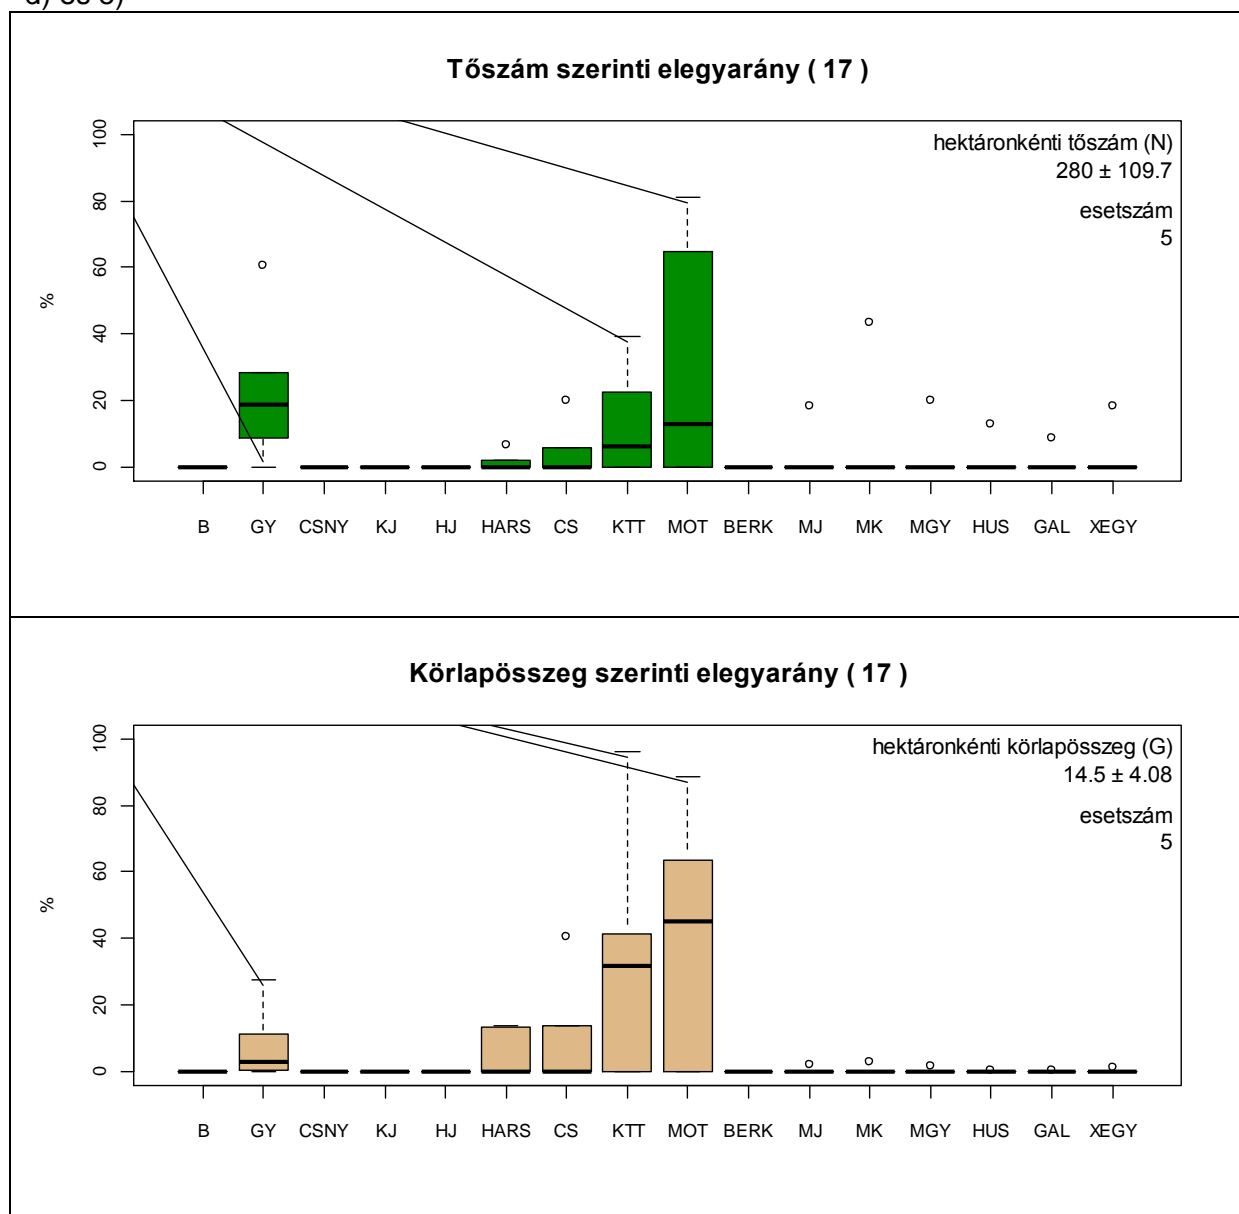 d) és e)
Tőszám szerinti elegyarány ( 17 )
hektáronkénti tőszám (N)
280 ± 109.7
esetszám
5
%
100
80
60
40
20
0
B GY CSNY KJ HJ HARS CS KTT MOT BERK MJ MK MGY HUS GAL XEGY
Körlapösszeg szerinti elegyarány ( 17 )
hektáronkénti körlapösszeg (G)
14.5 ± 4.08
esetszám
5
%
100
80
60
40
20
0
B GY CSNY KJ HJ HARS CS KTT MOT BERK MJ MK MGY HUS GAL XEGY